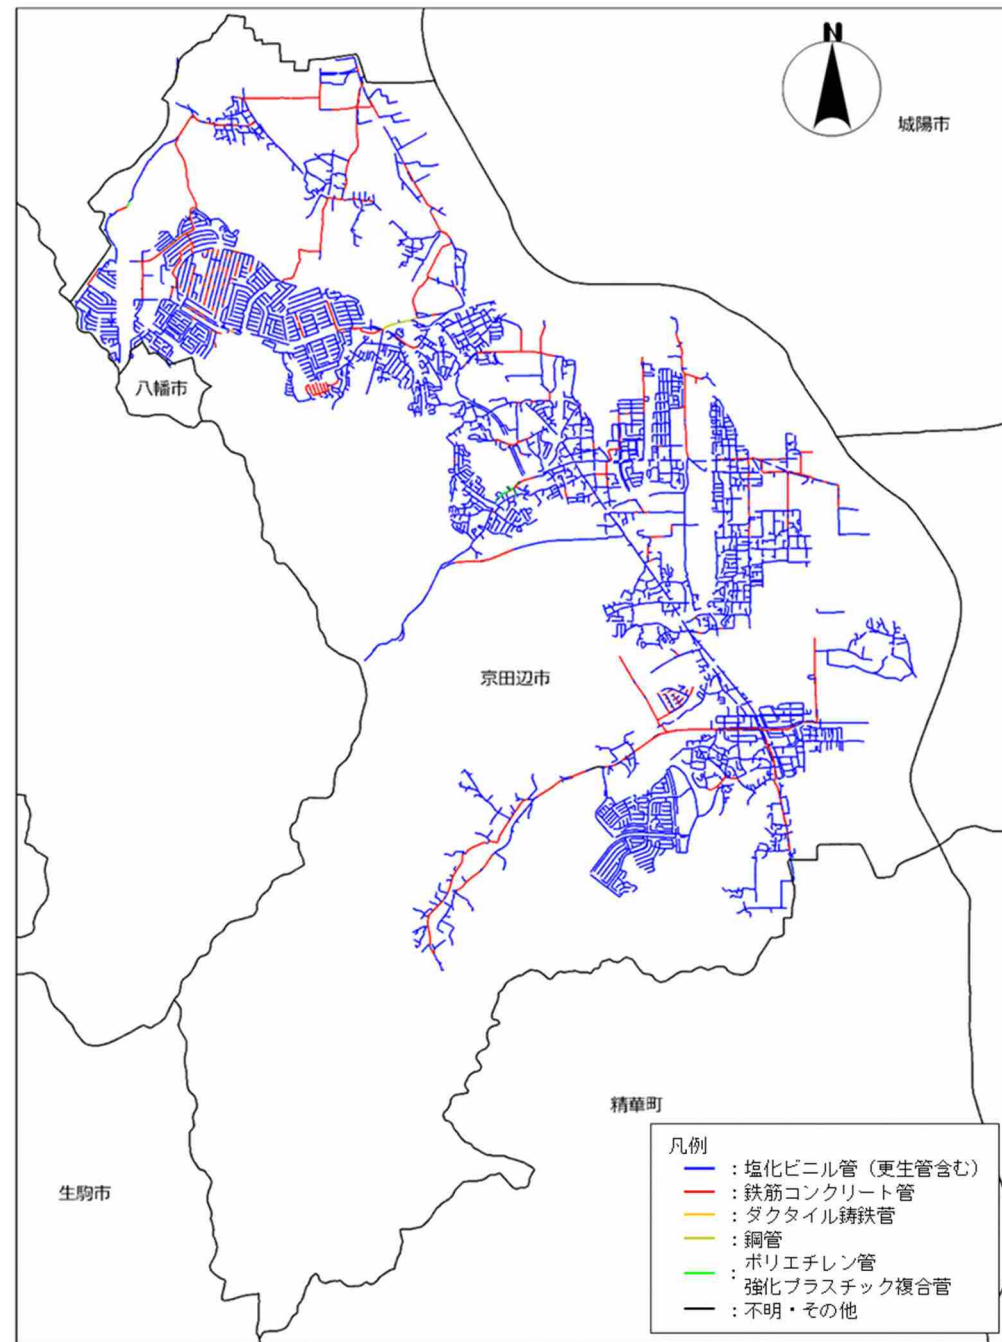 N
城陽市
八幡市
京田辺市
精華町
生駒市
凡例
：塩化ビニル管（更生管含む）
：鉄筋コンクリート管
：ダクタイル鋳鉄管
：鋼管
：ポリエチレン管
強化プラスチック複合管
：不明・その他